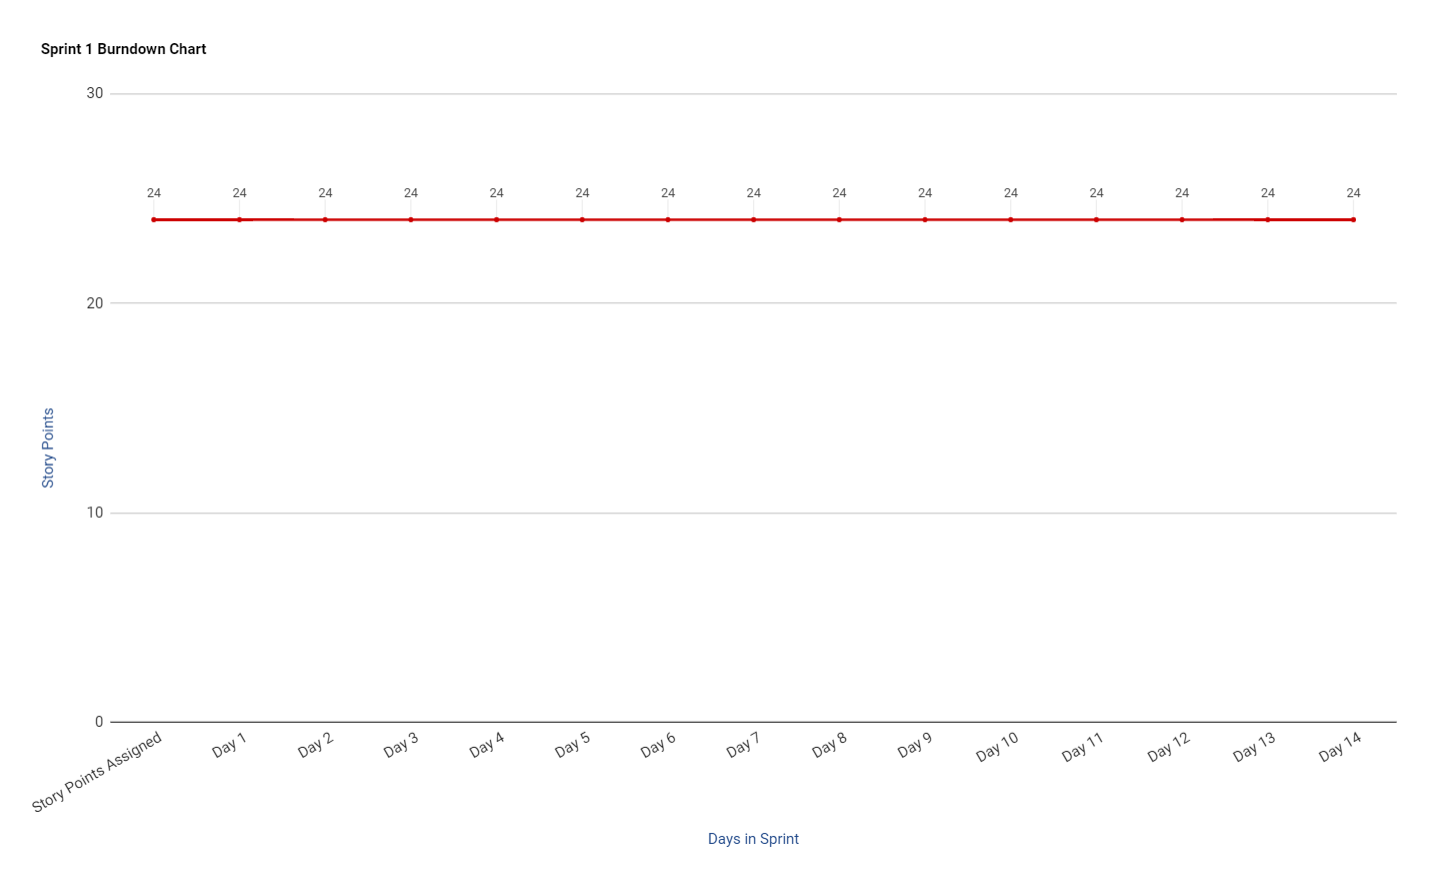 Sprint 1 Burndown Chart
30
24 24 24 24 24 24 24 24 24 24 24 24 24 24 24
20
Story Points
10
0
Story Points Assigned Day 1 Day 2 Day 3 Day 4 Day 5 Day 6 Day 7 Day 8 Day 9 Day 10 Day 11 Day 12 Day 13 Day 14
Days in Sprint